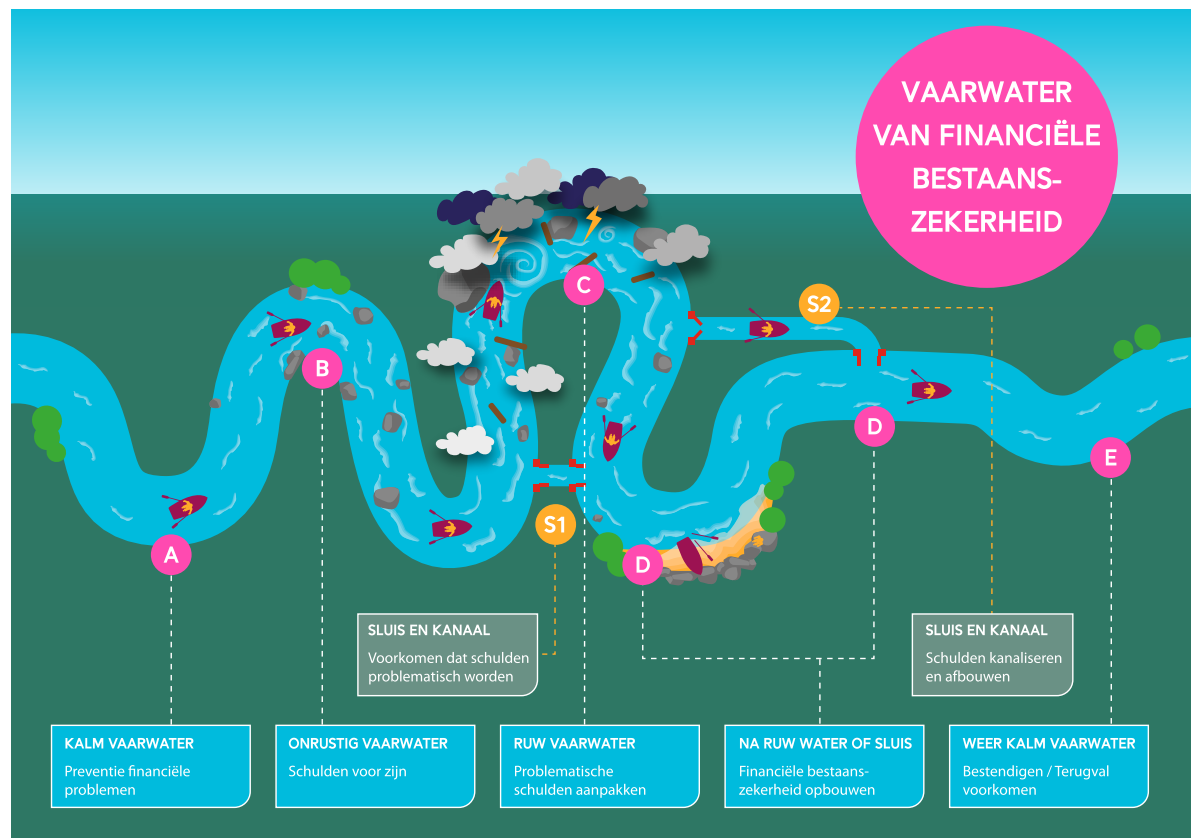 VAARWATER
VAN FINANCIËLE
BESTAANS-
ZEKERHEID
S2
C
B
D
E
S1
A
D
SLUIS EN KANAAL
Voorkomen dat schulden
problematisch worden
SLUIS EN KANAAL
Schulden kanaliseren
en afbouwen
KALM VAARWATER
Preventie financiële
problemen
ONRUSTIG VAARWATER
Schulden voor zijn
RUW VAARWATER
Problematische
schulden aanpakken
NA RUW WATER OF SLUIS
Financiële bestaans-
zekerheid opbouwen
WEER KALM VAARWATER
Bestendigen / Terugval
voorkomen